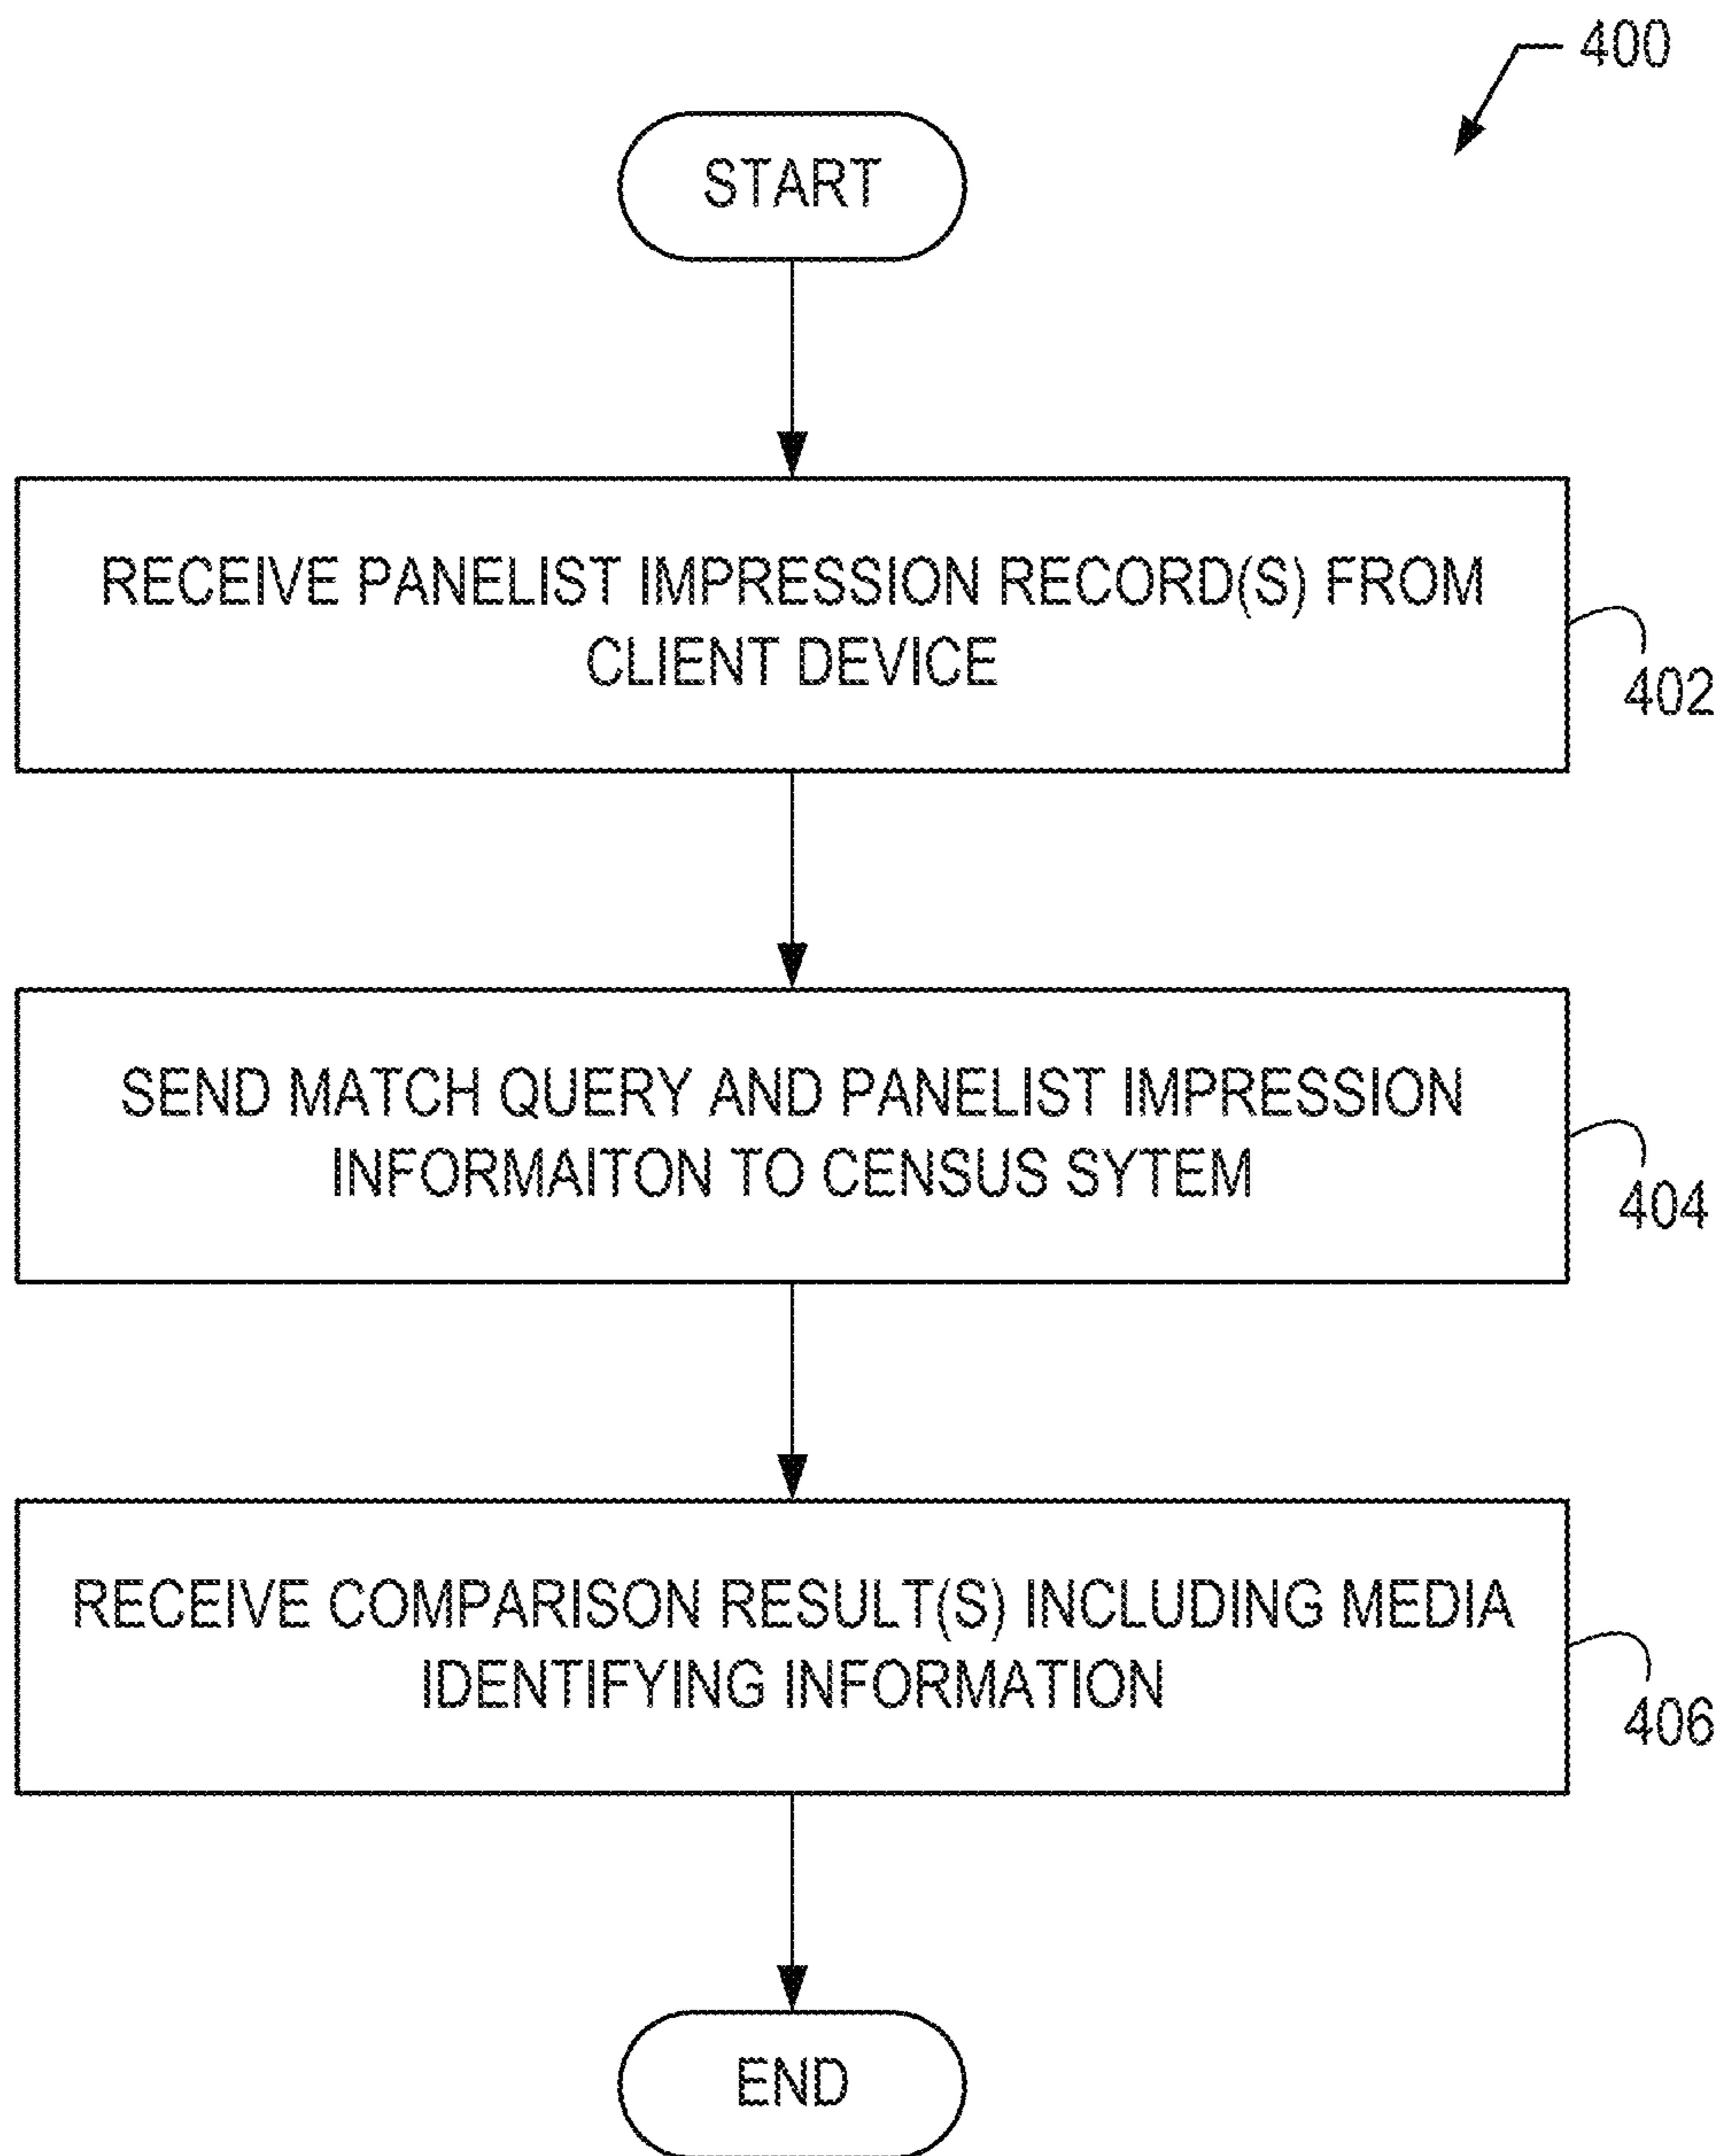 400
START
RECEIVE PANELIST IMPRESSION RECORD(S) FROM
CLIENT DEVICE
402
SEND MATCH QUERY AND PANELIST IMPRESSION
INFORMAITON TO CENSUS SYTEM
404
RECEIVE COMPARISON RESULT(S) INCLUDING MEDIA
IDENTIFYING INFORMATION
406
END